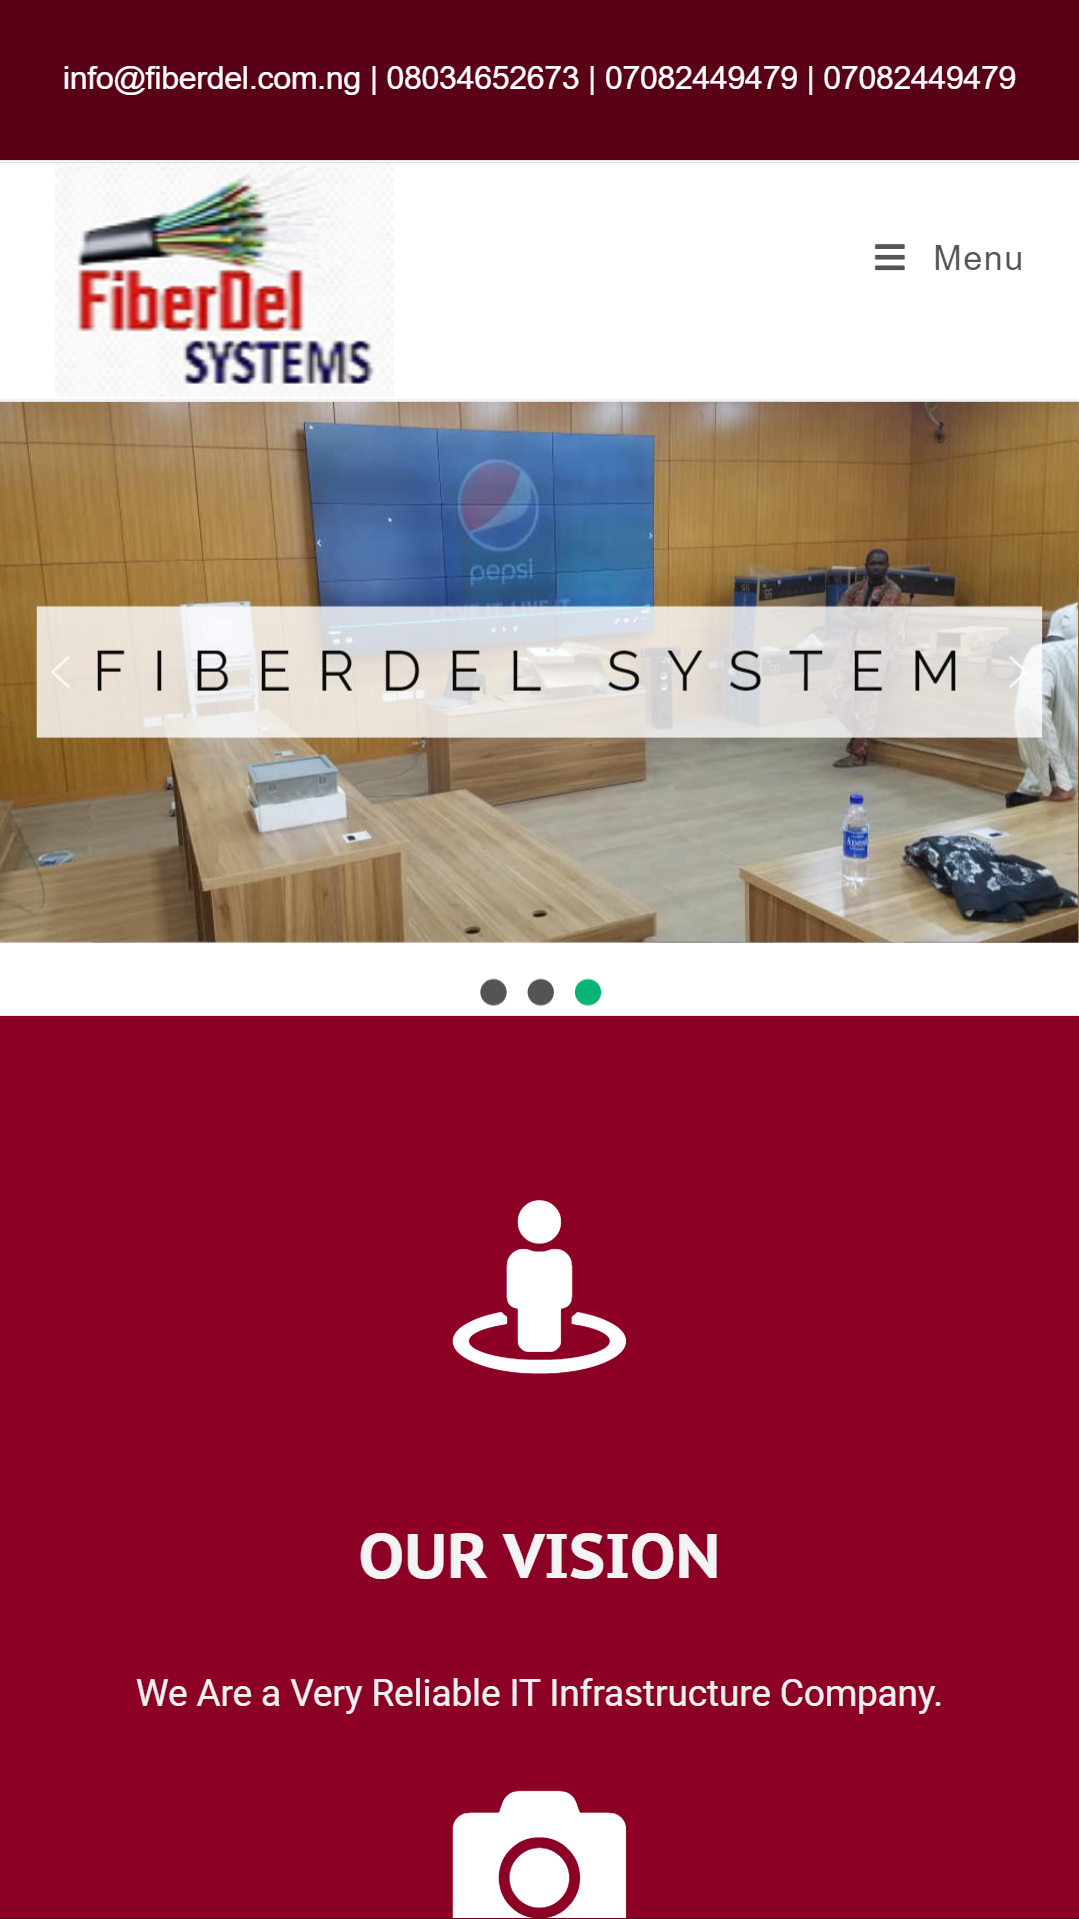 info@fiberdel.com.ng | 08034652673 | 07082449479 | 07082449479
FiberDel
SYSTEMS
Menu
pepsi
FIBERDEL SYSTEM
OUR VISION
We Are a Very Reliable IT Infrastructure Company.